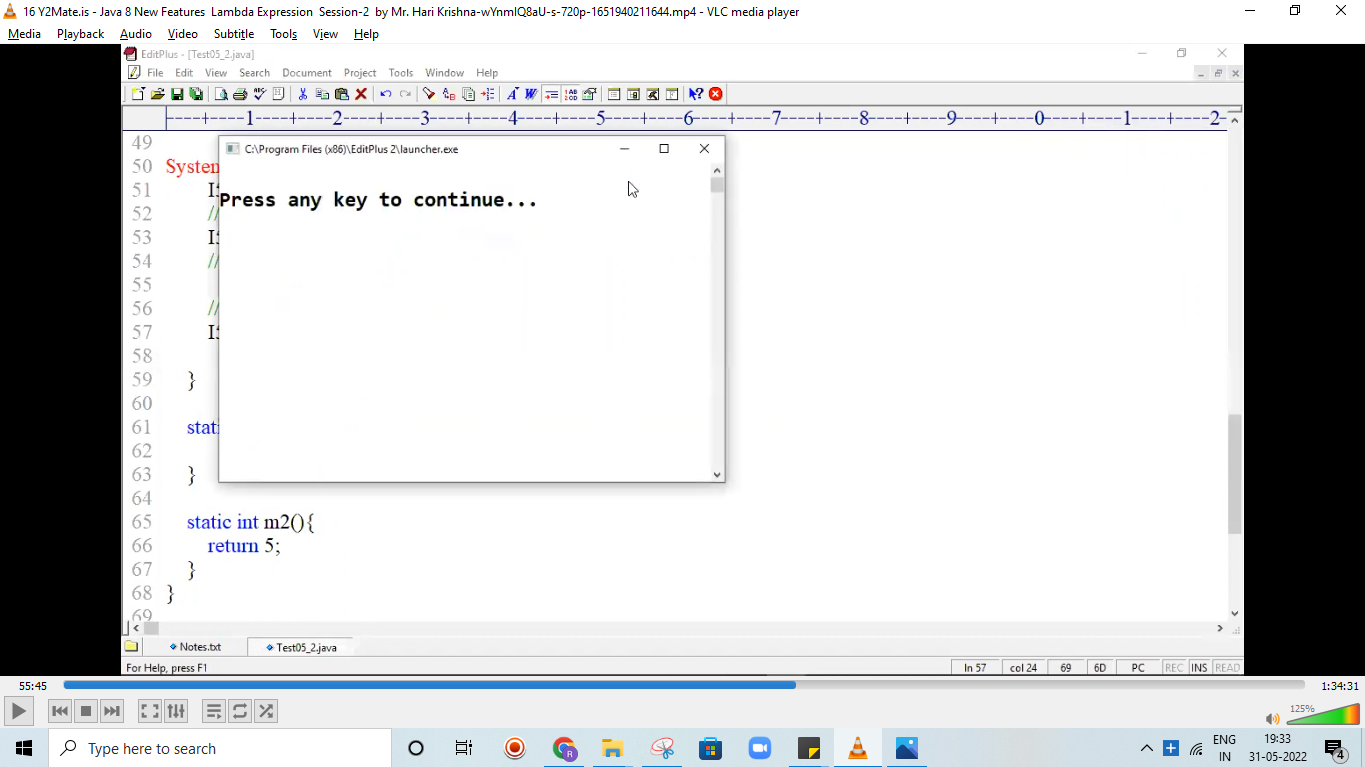 16 Y2Mate.is - Java 8 New Features Lambda Expression Session-2 by Mr. Hari Krishna-wYnmlQ8aU-s-720p-1651940211644.mp4 - VLC media player
Media Playback Audio Video Subtitle Tools View Help
EditPlus - [Test05_2.java]
File Edit View Search Document Project Tools Window Help
----+----1----+----2----+----3----+----4----+----5----+----6----+----7----+----8----+----9----+----0----+----1----+----2-
C:\Program Files (x86)\EditPlus 2\launcher.exe
Press any key to continue...
49
50 System
51 If
52 //
53 If
54 //
55
56 //
57 If
58
59 }
60
61 stati
62
63 }
64
65 static int m2(){
66 return 5;
67 }
68 }
69
Notes.txt Test05_2.java
For Help, press F1 ln 57 col 24 69 6D PC REC INS READ
55:45 1:34:31
125%
Type here to search
ENG 19:33
IN 31-05-2022 4